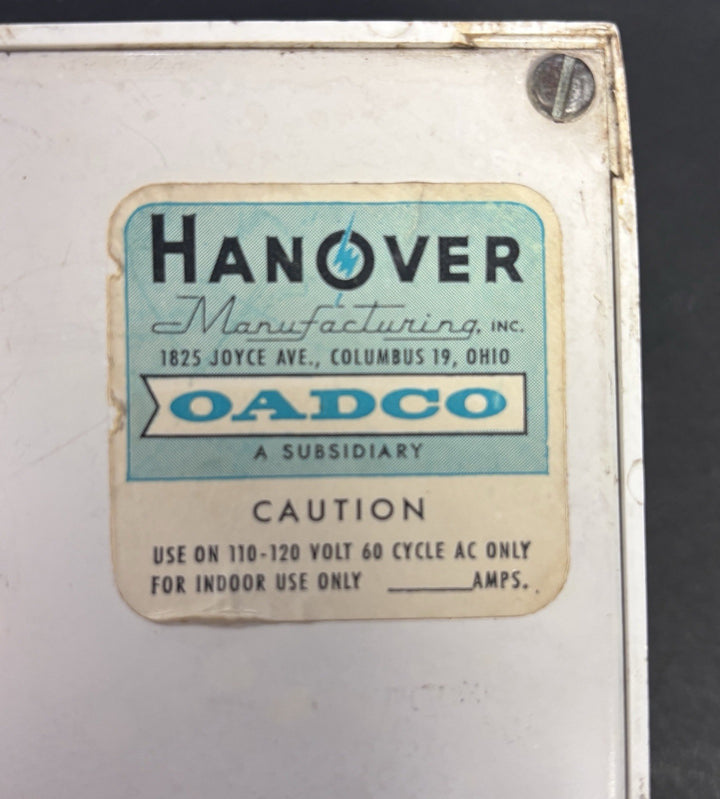 HANOVER
Manufacturing, INC.
1825 JOYCE AVE., COLUMBUS 19, OHIO
OADCO
A SUBSIDIARY
CAUTION
USE ON 110-120 VOLT 60 CYCLE AC ONLY
FOR INDOOR USE ONLY ________AMPS.